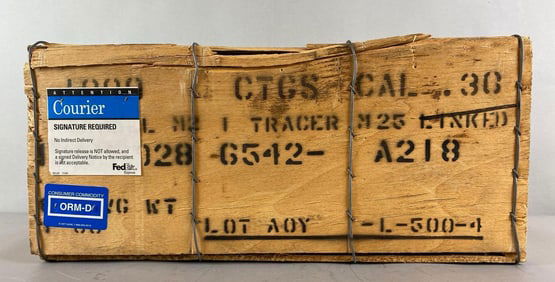 1000 CTGS CAL .30
ATTENTION
Courier
SIGNATURE REQUIRED
No Indirect Delivery
Signature release is NOT allowed, and
a signed Delivery Notice by the recipient
is not acceptable.
FedEx
Express
L M2 1 TRACER M25 LINKED
028-6542- A218
CONSUMER COMMODITY
ORM-D
WT
LOT AOY -L-500-4